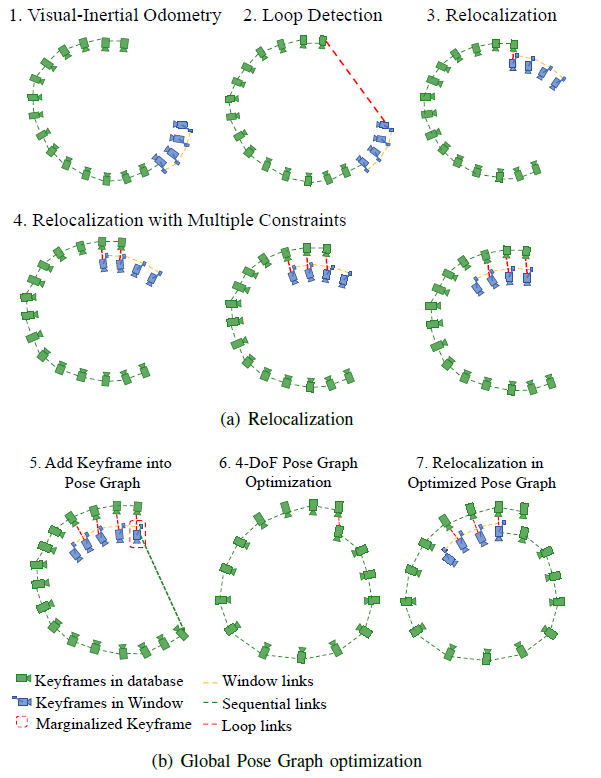 1. Visual-Inertial Odometry
2. Loop Detection
3. Relocalization
4. Relocalization with Multiple Constraints
(a) Relocalization
5. Add Keyframe into
Pose Graph
6. 4-DoF Pose Graph
Optimization
7. Relocalization in
Optimized Pose Graph
Keyframes in database
Keyframes in Window
Marginalized Keyframe
Window links
Sequential links
Loop links
(b) Global Pose Graph optimization